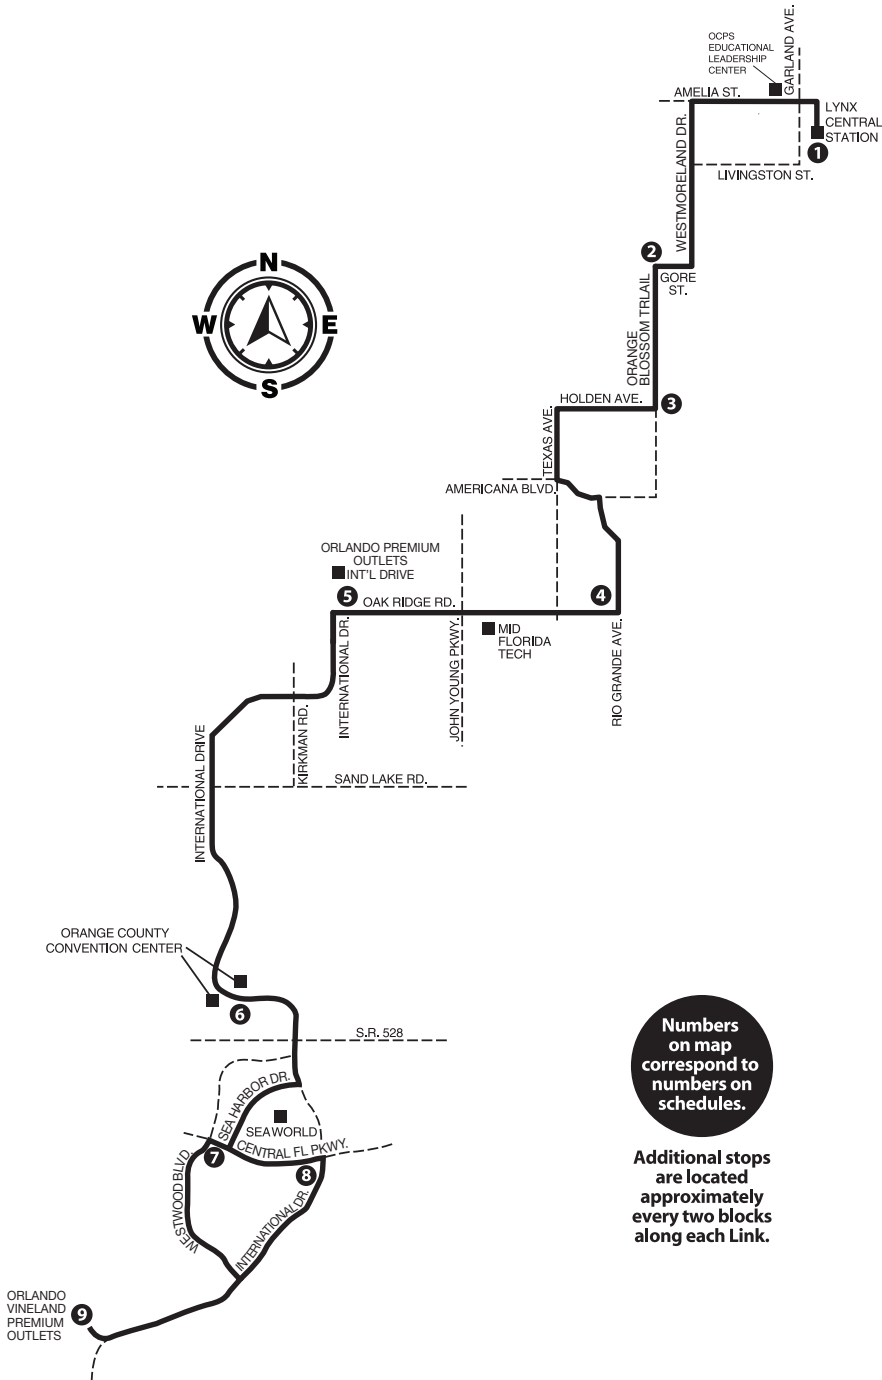 OCPS
EDUCATIONAL
LEADERSHIP
CENTER
GARLAND AVE.
AMELIA ST.
LYNX
CENTRAL
STATION
1
WESTMORELAND DR.
LIVINGSTON ST.
2
GORE
ST.
N
W
E
S
ORANGE
BLOSSOM TRLAIL
HOLDEN AVE.
3
TEXAS AVE.
AMERICANA BLVD.
ORLANDO PREMIUM
OUTLETS
INT'L DRIVE
5
OAK RIDGE RD.
4
MID
FLORIDA
TECH
INTERNATIONAL DR.
JOHN YOUNG PKWY.
RIO GRANDE AVE.
KIRKMAN RD.
INTERNATIONAL DRIVE
SAND LAKE RD.
ORANGE COUNTY
CONVENTION CENTER
6
S.R. 528
SEA HARBOR DR.
SEAWORLD
CENTRAL FL PKWY.
7
8
WESTWOOD BLVD.
INTERNATIONAL DR.
ORLANDO
VINELAND
PREMIUM
OUTLETS
9
Numbers
on map
correspond to
numbers on
schedules.
Additional stops
are located
approximately
every two blocks
along each Link.